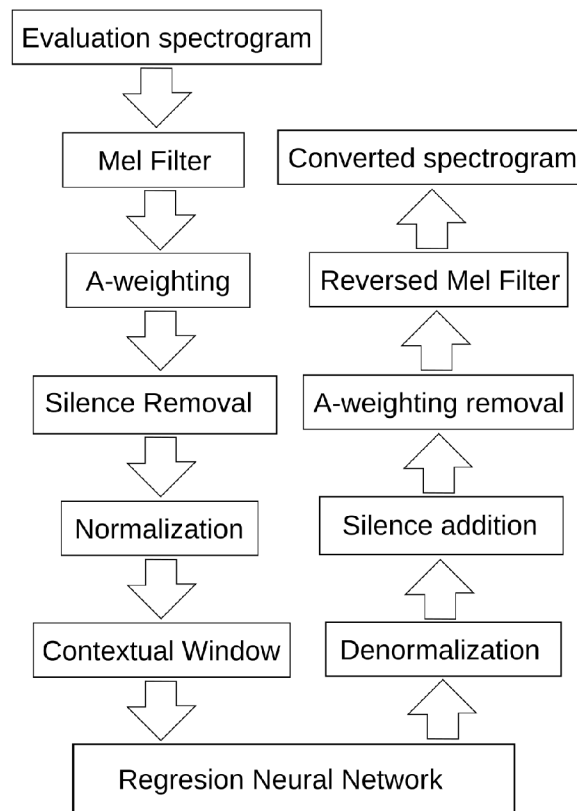 Evaluation spectrogram
Mel Filter
A-weighting
Silence Removal
Normalization
Contextual Window
Regresion Neural Network
Denormalization
Silence addition
A-weighting removal
Reversed Mel Filter
Converted spectrogram